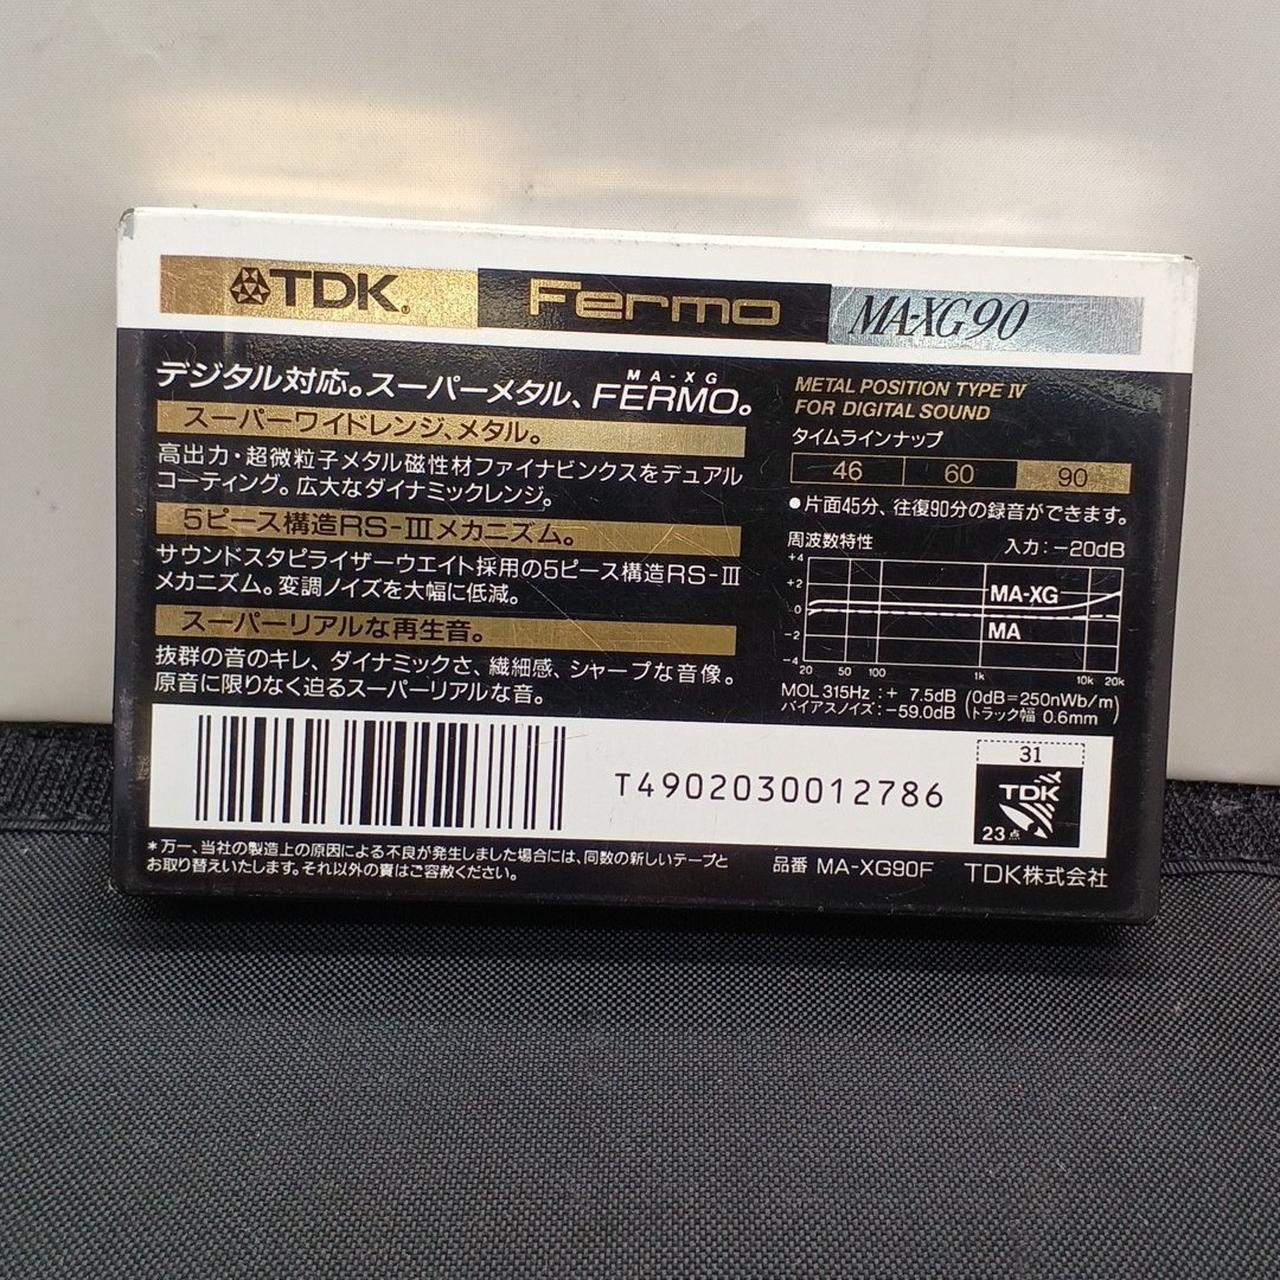 TDK®
Fermo
MA-XG90
デジタル対応。スーパーメタル、FERMO。
MA-XG
スーパーワイドレンジ、メタル。
高出力・超微粒子メタル磁性材ファイナビンクスをデュアル
コーティング。広大なダイナミックレンジ。
5ピース構造RS-Ⅲメカニズム。
サウンドスタビライザーウエイト採用の5ピース構造RS-Ⅲ
メカニズム。変調ノイズを大幅に低減。
スーパーリアルな再生音。
抜群の音のキレ、ダイナミックさ、繊細感、シャープな音像。
原音に限りなく迫るスーパーリアルな音。
METAL POSITION TYPE Ⅳ
FOR DIGITAL SOUND
タイムラインナップ
46 60 90
●片面45分、往復90分の録音ができます。
周波数特性 入力:−20dB
+4
+2
0
−2
−4
MA-XG
MA
20 50 100 1k 10k 20k
MOL 315Hz :+ 7.5dB (0dB=250nWb/m
バイアスノイズ:−59.0dB トラック幅 0.6mm)
T4902030012786
31
TDK
23点
*万一、当社の製造上の原因による不良が発生しました場合には、同数の新しいテープと
お取り替えいたします。それ以外の責はご容赦ください。
品番 MA-XG90F TDK株式会社